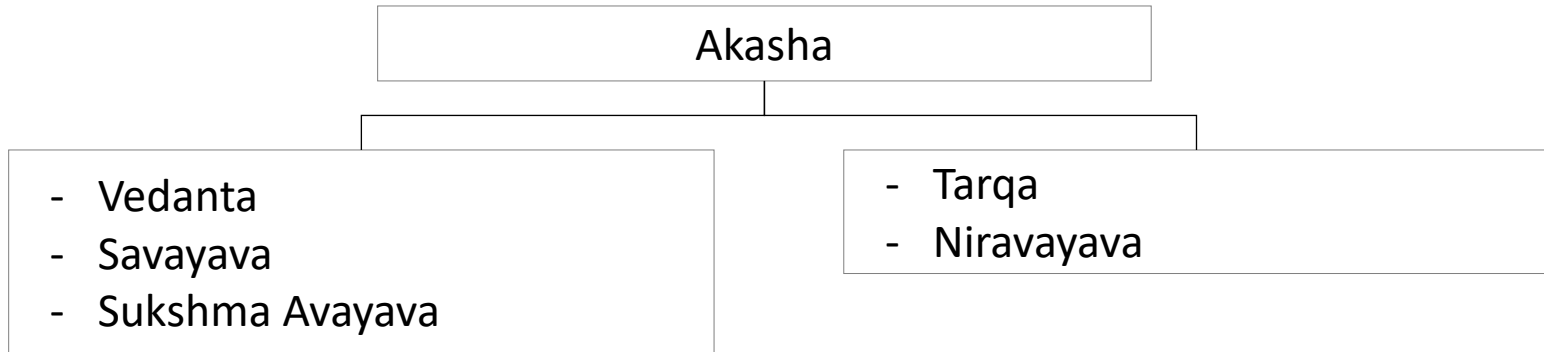 Akasha
- Vedanta
- Savayava
- Sukshma Avayava
- Tarqa
- Niravayava